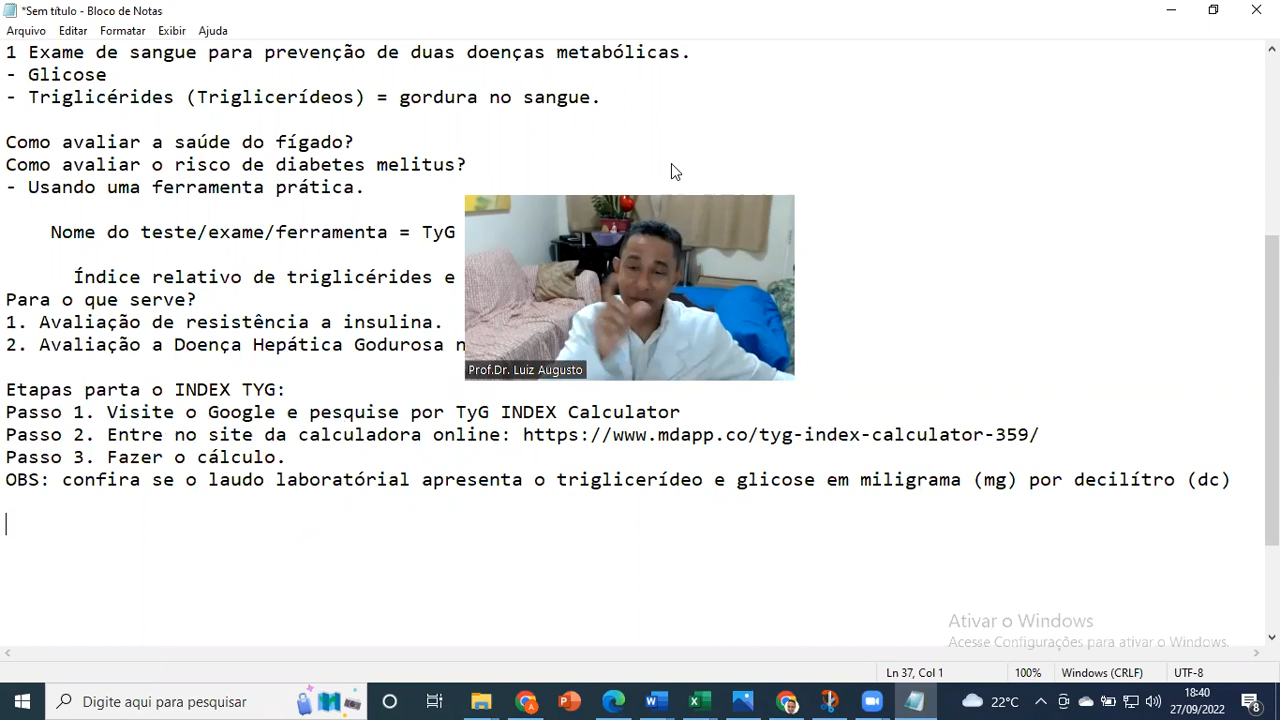 *Sem título - Bloco de Notas
Arquivo Editar Formatar Exibir Ajuda
1 Exame de sangue para prevenção de duas doenças metabólicas.
- Glicose
- Triglicérides (Triglicerídeos) = gordura no sangue.
Como avaliar a saúde do fígado?
Como avaliar o risco de diabetes melitus?
- Usando uma ferramenta prática.
Nome do teste/exame/ferramenta = TyG
Índice relativo de triglicérides e
Para o que serve?
1. Avaliação de resistência a insulina.
2. Avaliação a Doença Hepática Godurosa n
Prof.Dr. Luiz Augusto
Etapas parta o INDEX TYG:
Passo 1. Visite o Google e pesquise por TyG INDEX Calculator
Passo 2. Entre no site da calculadora online: https://www.mdapp.co/tyg-index-calculator-359/
Passo 3. Fazer o cálculo.
OBS: confira se o laudo laboratórial apresenta o triglicerídeo e glicose em miligrama (mg) por decilítro (dc)
Ativar o Windows
Acesse Configurações para ativar o Windows.
Ln 37, Col 1 100% Windows (CRLF) UTF-8
Digite aqui para pesquisar
22°C
18:40
27/09/2022
8